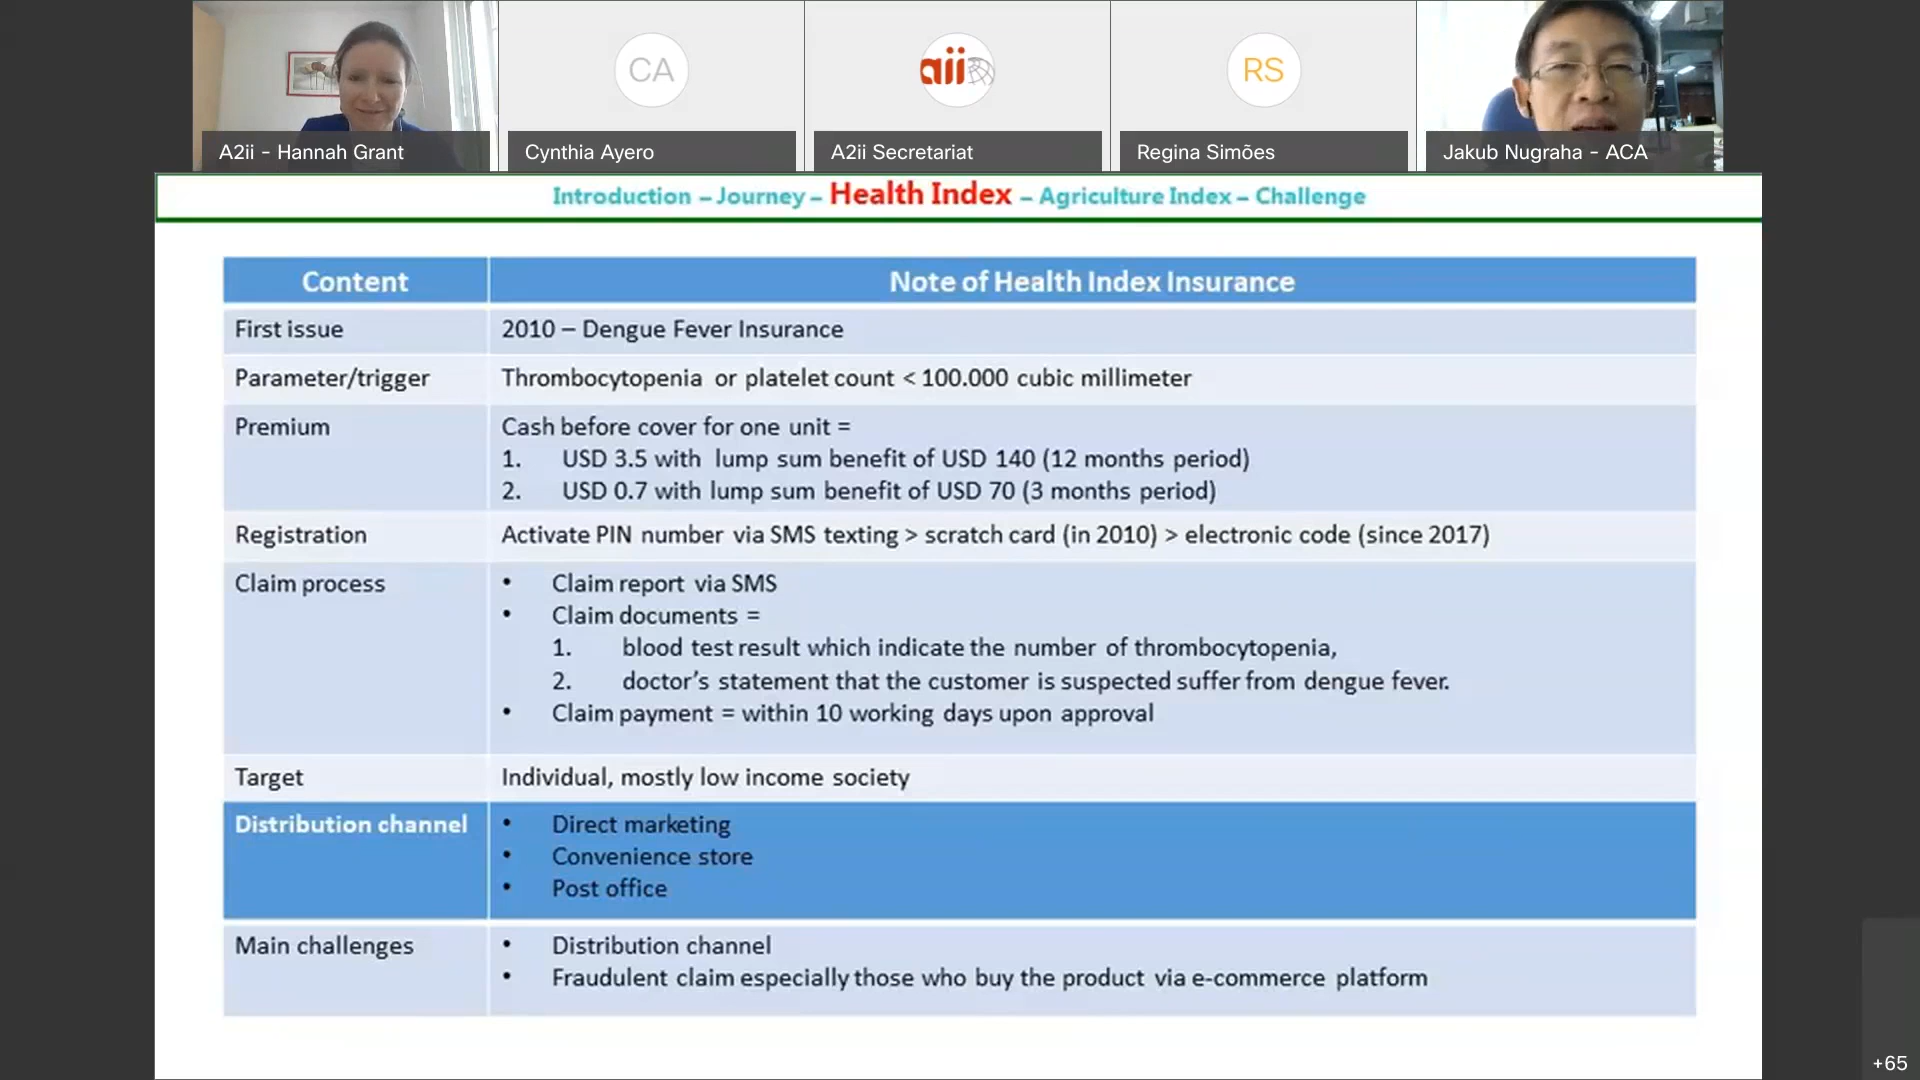 CA
aii
RS
A2ii - Hannah Grant
Cynthia Ayero
A2ii Secretariat
Regina Simões
Jakub Nugraha - ACA
Introduction – Journey – Health Index – Agriculture Index – Challenge
Content
Note of Health Index Insurance
First issue
2010 – Dengue Fever Insurance
Parameter/trigger
Thrombocytopenia or platelet count < 100.000 cubic millimeter
Premium
Cash before cover for one unit =
1. USD 3.5 with lump sum benefit of USD 140 (12 months period)
2. USD 0.7 with lump sum benefit of USD 70 (3 months period)
Registration
Activate PIN number via SMS texting > scratch card (in 2010) > electronic code (since 2017)
Claim process
• Claim report via SMS
• Claim documents =
1. blood test result which indicate the number of thrombocytopenia,
2. doctor's statement that the customer is suspected suffer from dengue fever.
• Claim payment = within 10 working days upon approval
Target
Individual, mostly low income society
Distribution channel
• Direct marketing
• Convenience store
• Post office
Main challenges
• Distribution channel
• Fraudulent claim especially those who buy the product via e-commerce platform
+65